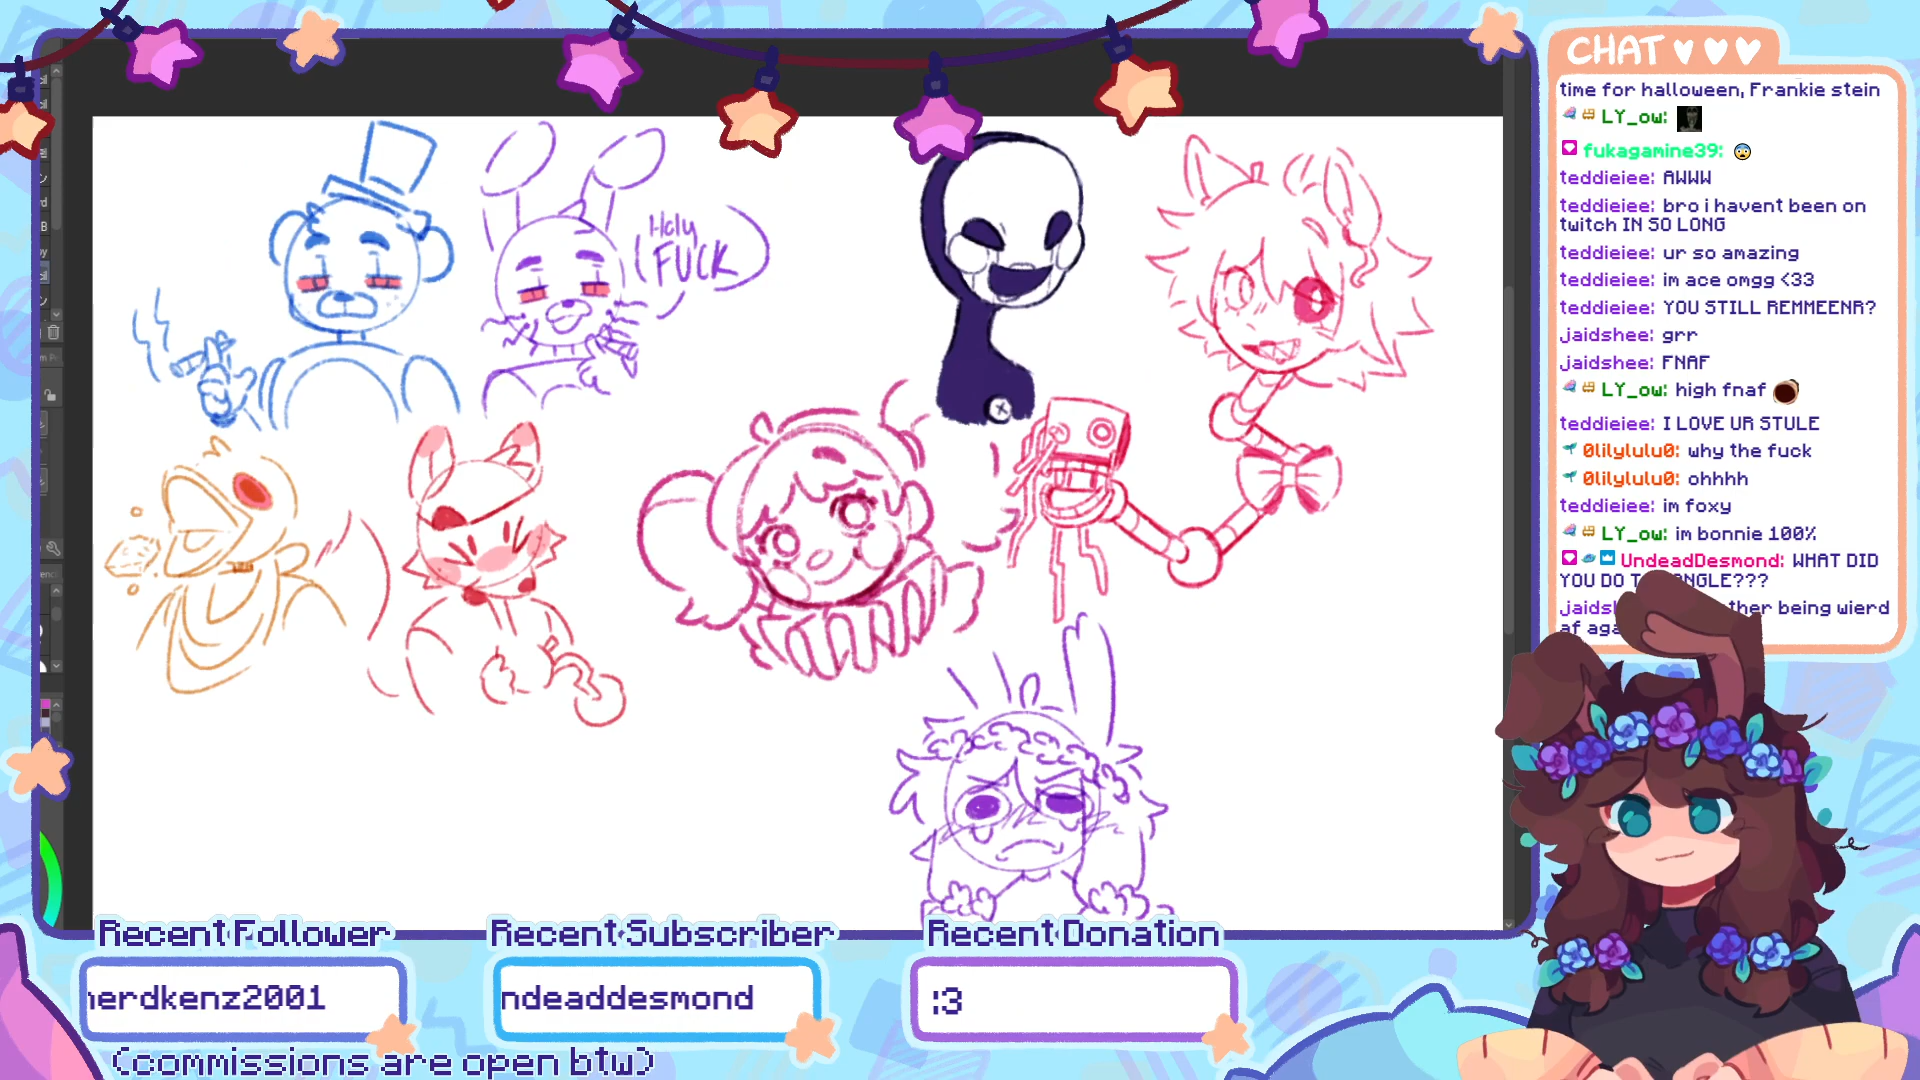 CHAT
time for halloween, Frankie stein
LY_ow:
fukagamine39:
teddieiee: AWWW
teddieiee: bro i havent been on
twitch IN SO LONG
teddieiee: ur so amazing
teddieiee: im ace omgg <33
teddieiee: YOU STILL REMMEENR?
jaidshee: grr
jaidshee: FNAF
LY_ow: high fnaf
teddieiee: I LOVE UR STULE
0lilylulu0: why the fuck
0lilylulu0: ohhhh
teddieiee: im foxy
LY_ow: im bonnie 100%
UndeadDesmond: WHAT DID
YOU DO T NGLE???
jaidsh ther being wierd
af aga
Holy
FUCK
Recent Follower
nerdkenz2001
Recent Subscriber
ndeaddesmond
Recent Donation
:3
(commissions are open btw)